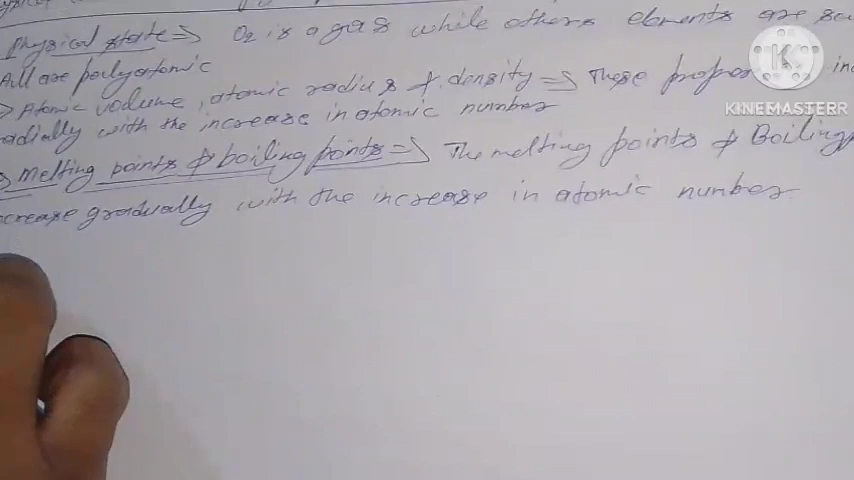 Physical state => O2 is a gas while others elements are
All are polyatomic
Atomic volume, atomic radius & density => These
radially with the increase in atomic number
melting points & boiling points => The melting points & Boiling
crease gradually with the increase in atomic number
KINEMASTER